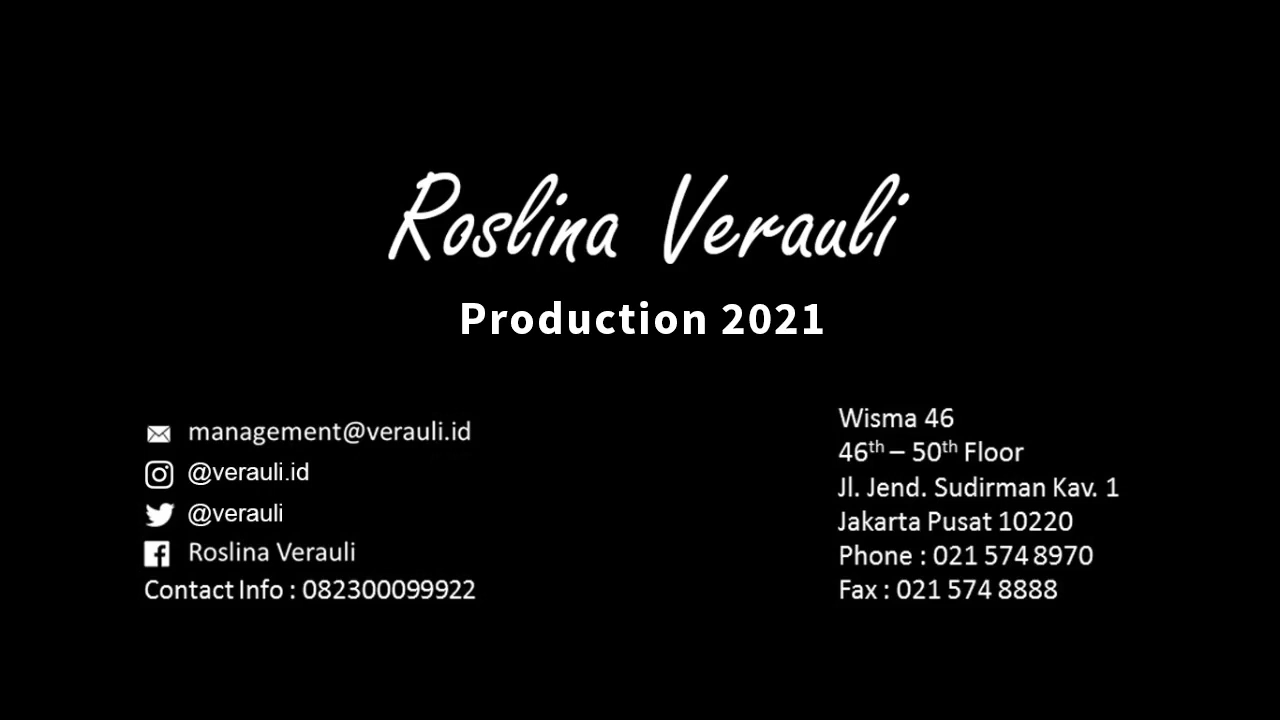 Roslina Verauli
Production 2021
management@verauli.id
@verauli.id
@verauli
Roslina Verauli
Contact Info : 082300099922
Wisma 46
46th – 50th Floor
Jl. Jend. Sudirman Kav. 1
Jakarta Pusat 10220
Phone : 021 574 8970
Fax : 021 574 8888